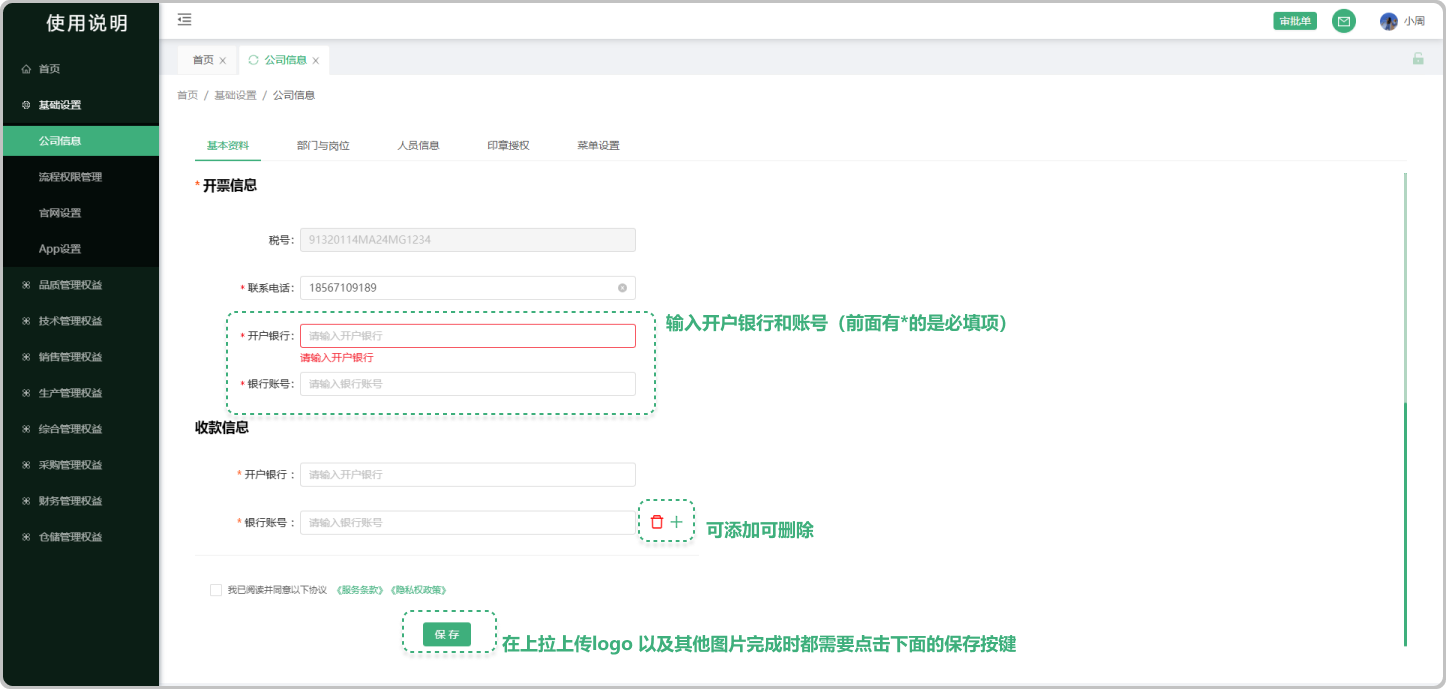 使用说明
首页
基础设置
公司信息
流程权限管理
官网设置
App设置
品质管理权益
技术管理权益
销售管理权益
生产管理权益
综合管理权益
采购管理权益
财务管理权益
仓储管理权益
审批单
小周
首页
公司信息
首页 / 基础设置 / 公司信息
基本资料 部门与岗位 人员信息 印章授权 菜单设置
* 开票信息
税号: 91320114MA24MG1234
* 联系电话: 18567109189
* 开户银行: 请输入开户银行
请输入开户银行
* 银行账号: 请输入银行账号
输入开户银行和账号（前面有*的是必填项）
收款信息
* 开户银行 : 请输入开户银行
* 银行账号 : 请输入银行账号
可添加可删除
我已阅读并同意以下协议 《服务条款》《隐私权政策》
保 存
在上拉上传logo 以及其他图片完成时都需要点击下面的保存按键